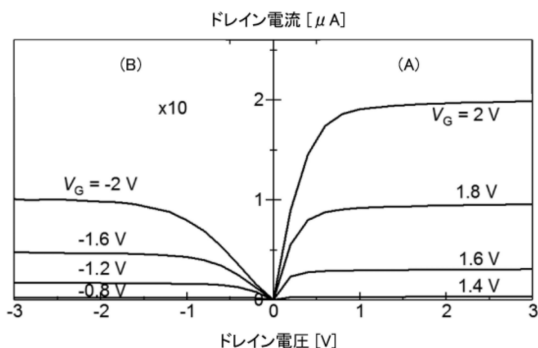 ドレイン電流 [μA]
(B)
(A)
x10
2
VG = 2 V
VG = -2 V
1
1.8 V
-1.6 V
-1.2 V
1.6 V
-0.8 V
0
1.4 V
-3
-2
-1
0
1
2
3
ドレイン電圧 [V]